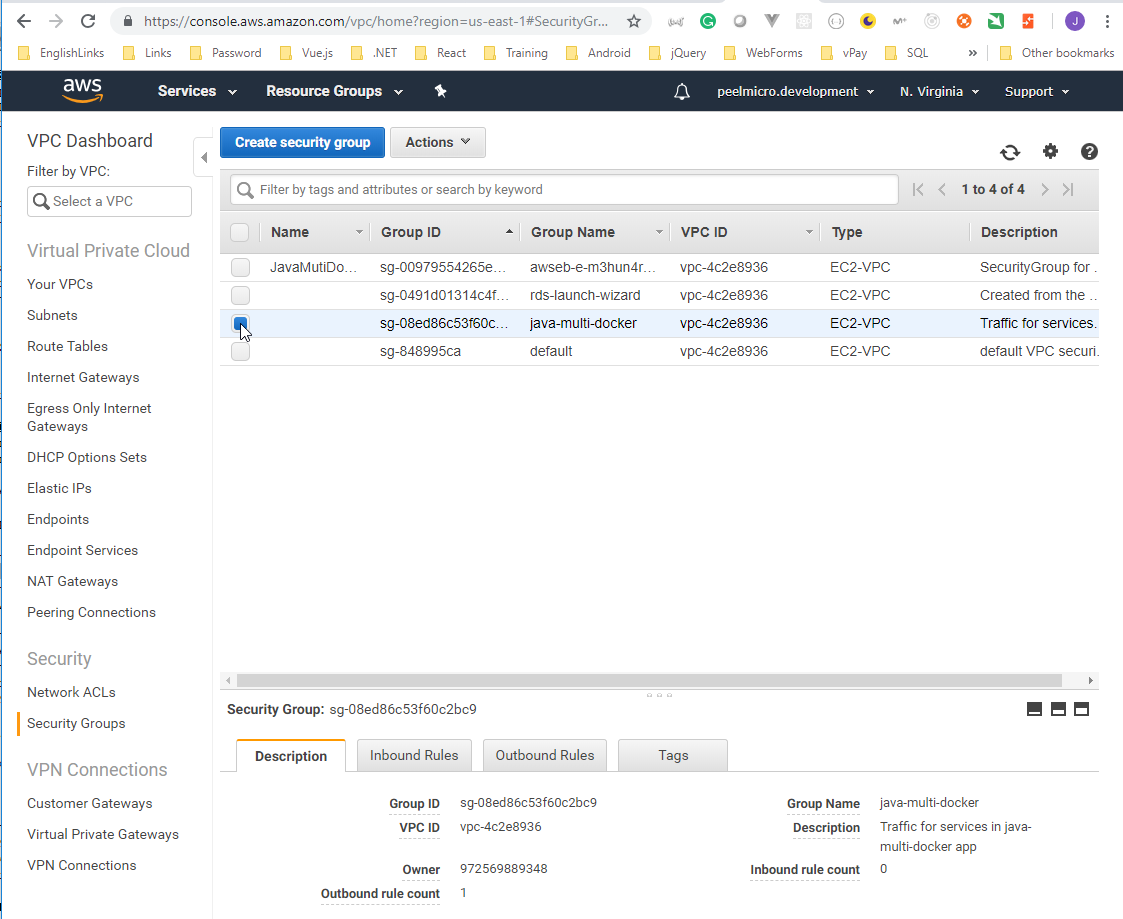 https://console.aws.amazon.com/vpc/home?region=us-east-1#SecurityGr...
J
EnglishLinks Links Password Vue.js .NET React Training Android jQuery WebForms vPay SQL » Other bookmarks
aws Services Resource Groups peelmicro.development N. Virginia Support
VPC Dashboard
Filter by VPC:
Select a VPC
Virtual Private Cloud
Your VPCs
Subnets
Route Tables
Internet Gateways
Egress Only Internet
Gateways
DHCP Options Sets
Elastic IPs
Endpoints
Endpoint Services
NAT Gateways
Peering Connections
Security
Network ACLs
Security Groups
VPN Connections
Customer Gateways
Virtual Private Gateways
VPN Connections
Create security group Actions
Filter by tags and attributes or search by keyword
1 to 4 of 4
Name Group ID Group Name VPC ID Type Description
JavaMutiDo... sg-00979554265e... awseb-e-m3hun4r... vpc-4c2e8936 EC2-VPC SecurityGroup for ..
sg-0491d01314c4f... rds-launch-wizard vpc-4c2e8936 EC2-VPC Created from the ...
sg-08ed86c53f60c... java-multi-docker vpc-4c2e8936 EC2-VPC Traffic for services.
sg-848995ca default vpc-4c2e8936 EC2-VPC default VPC securi.
Security Group: sg-08ed86c53f60c2bc9
Description Inbound Rules Outbound Rules Tags
Group ID sg-08ed86c53f60c2bc9 Group Name java-multi-docker
VPC ID vpc-4c2e8936 Description Traffic for services in java-
multi-docker app
Owner 972569889348 Inbound rule count 0
Outbound rule count 1